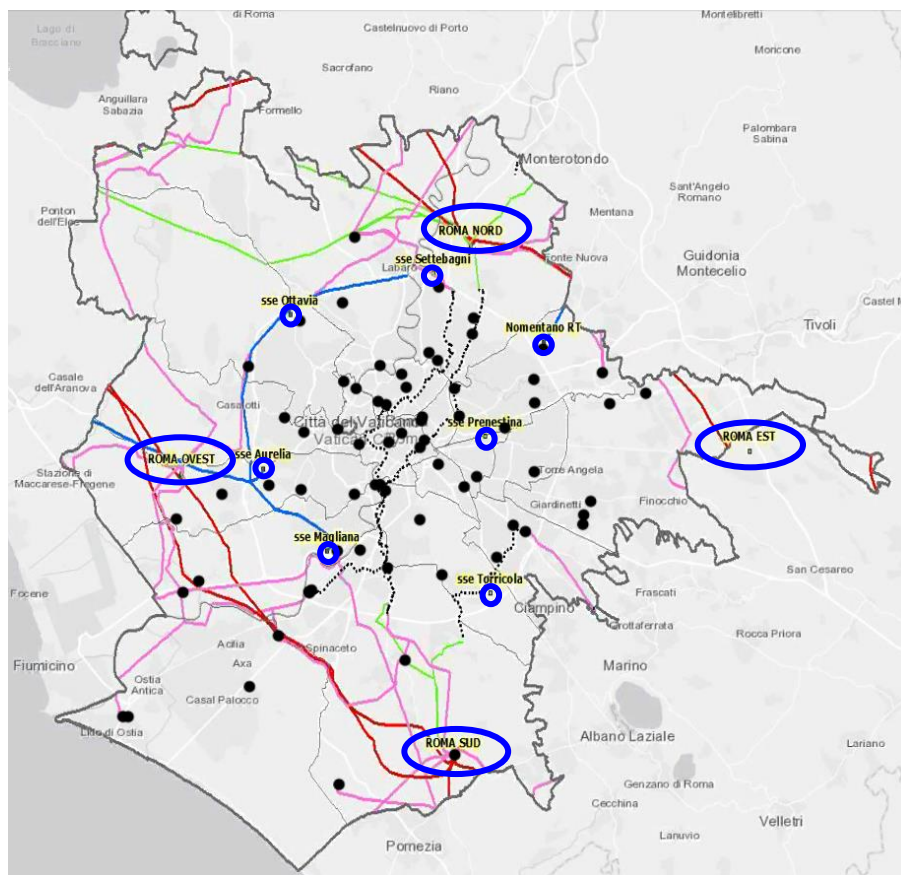 di Roma
Castelnuovo di Porto
Montelibretti
Lago di
Bracciano
Moricone
Sacrofano
Riano
Anguillara
Sabazia
Formello
Palombara
Sabina
Monterotondo
Sant'Angelo
Romano
Ponton
dell'Elce
Mentana
ROMA NORD
Guidonia
Montecelio
sse Settebagni
Fonte Nuova
Labaro
sse Ottavia
Castel M
Nomentano RT
Tivoli
Casale
dell'Aranova
Casalotti
Città del Vaticano
Vatican
sse Prenestina
ROMA EST
sse Aurelia
ROMA OVEST
Torre Angela
Stazione di
Maccarese-Fregene
Finocchio
Giardinetti
sse Magliana
San Cesareo
sse Torricola
Focene
Ciampino
Frascati
Grottaferrata
Rocca Priora
Acilia
Spinaceto
Fiumicino
Axa
Marino
Ostia
Antica
Casal Palocco
Lido di Ostia
Albano Laziale
ROMA SUD
Lariano
Genzano di Roma
Cecchina
Velletri
Lanuvio
Pomezia